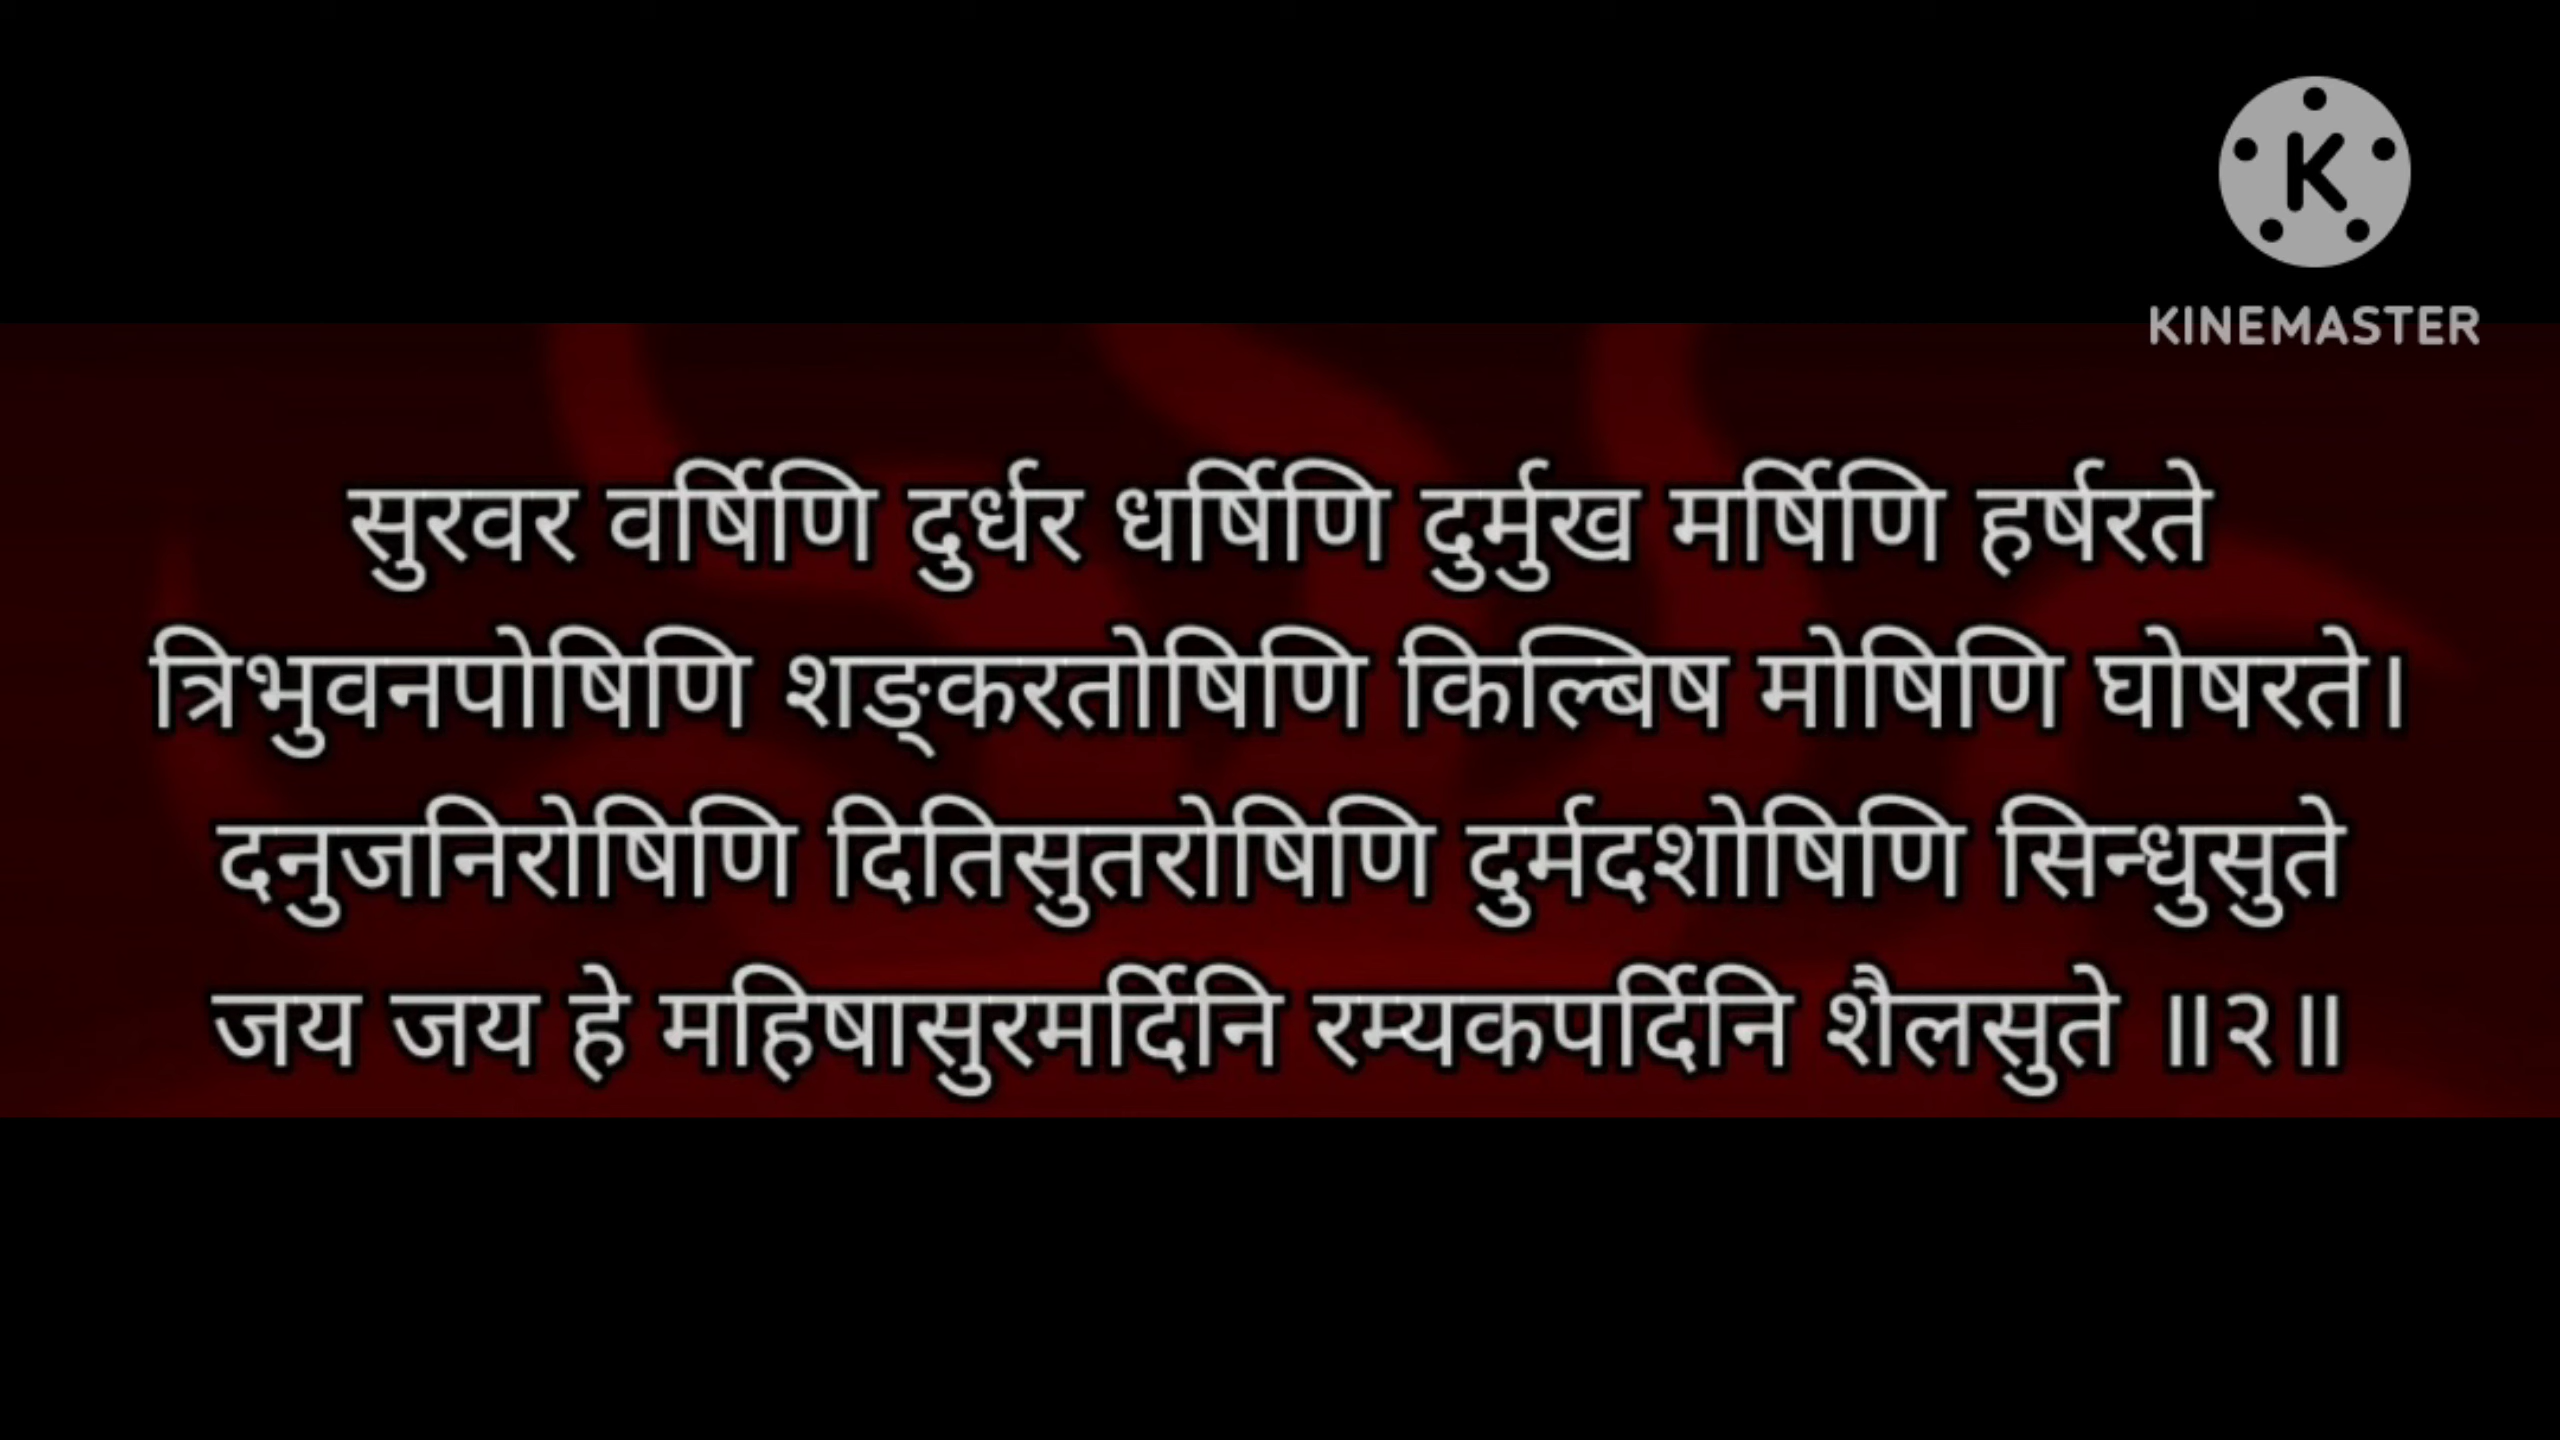 KINEMASTER
सुरवर वर्षिणि दुर्धर धर्षिणि दुर्मुख मर्षिणि हर्षरते
त्रिभुवनपोषिणि शङ्करतोषिणि किल्बिष मोषिणि घोषरते।
दनुजनिरोषिणि दितिसुतरोषिणि दुर्मदशोषिणि सिन्धुसुते
जय जय हे महिषासुरमर्दिनि रम्यकपर्दिनि शैलसुते ॥२॥